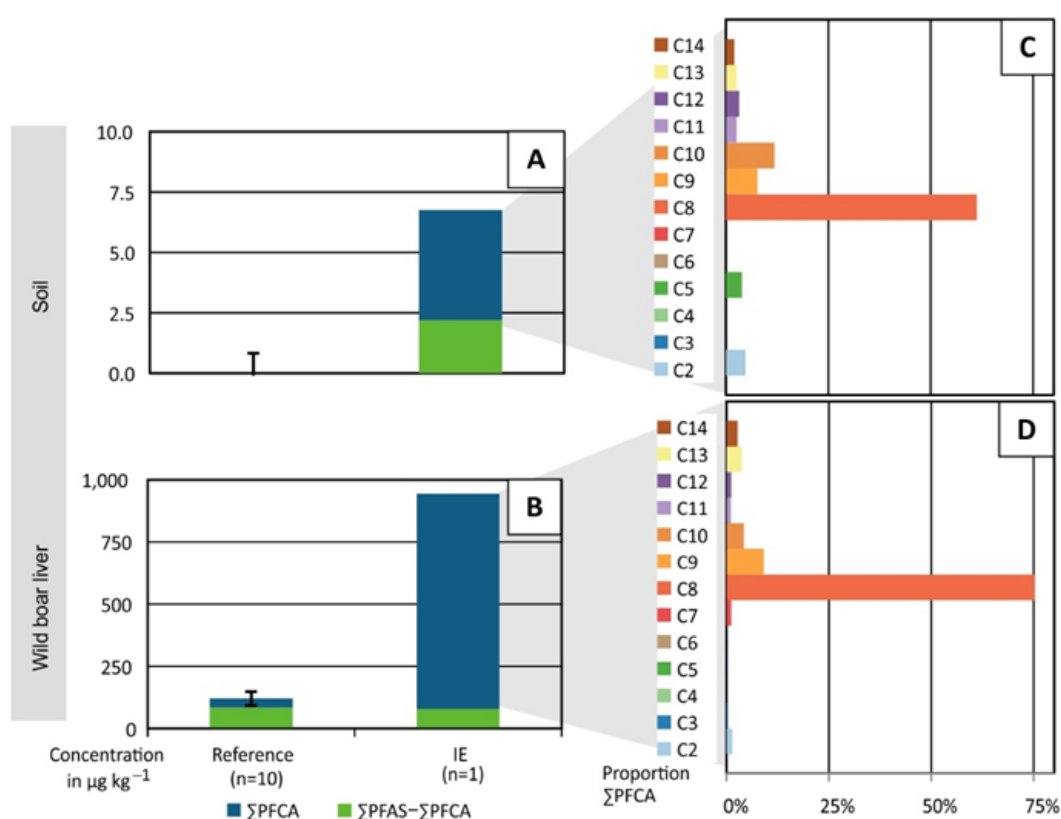 C14
C13
C12
C11
C10
C9
C8
C7
C6
C5
C4
C3
C2
C
Soil
10.0
7.5
5.0
2.5
0.0
A
Wild boar liver
1,000
750
500
250
0
B
C14
C13
C12
C11
C10
C9
C8
C7
C6
C5
C4
C3
C2
D
Concentration
in µg kg⁻¹
Reference
(n=10)
IE
(n=1)
Proportion
∑PFCA
0% 25% 50% 75%
∑PFCA ∑PFAS−∑PFCA